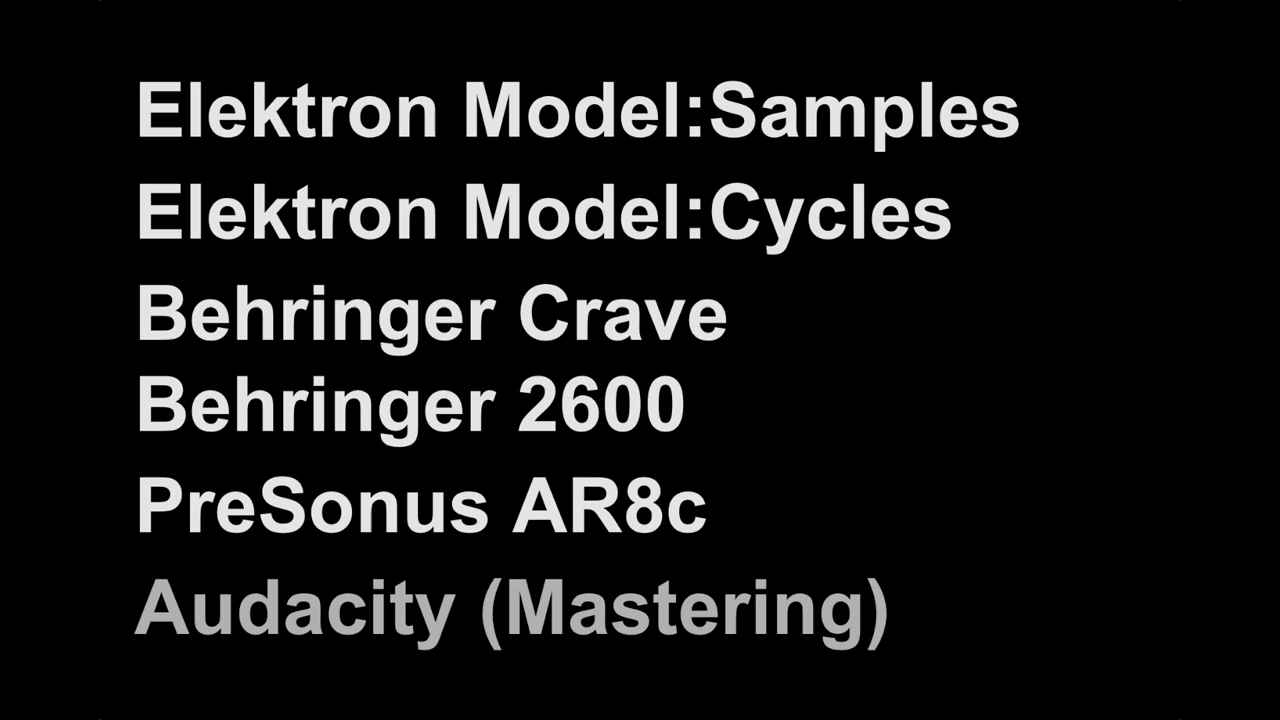 Elektron Model:Samples
Elektron Model:Cycles
Behringer Crave
Behringer 2600
PreSonus AR8c
Audacity (Mastering)